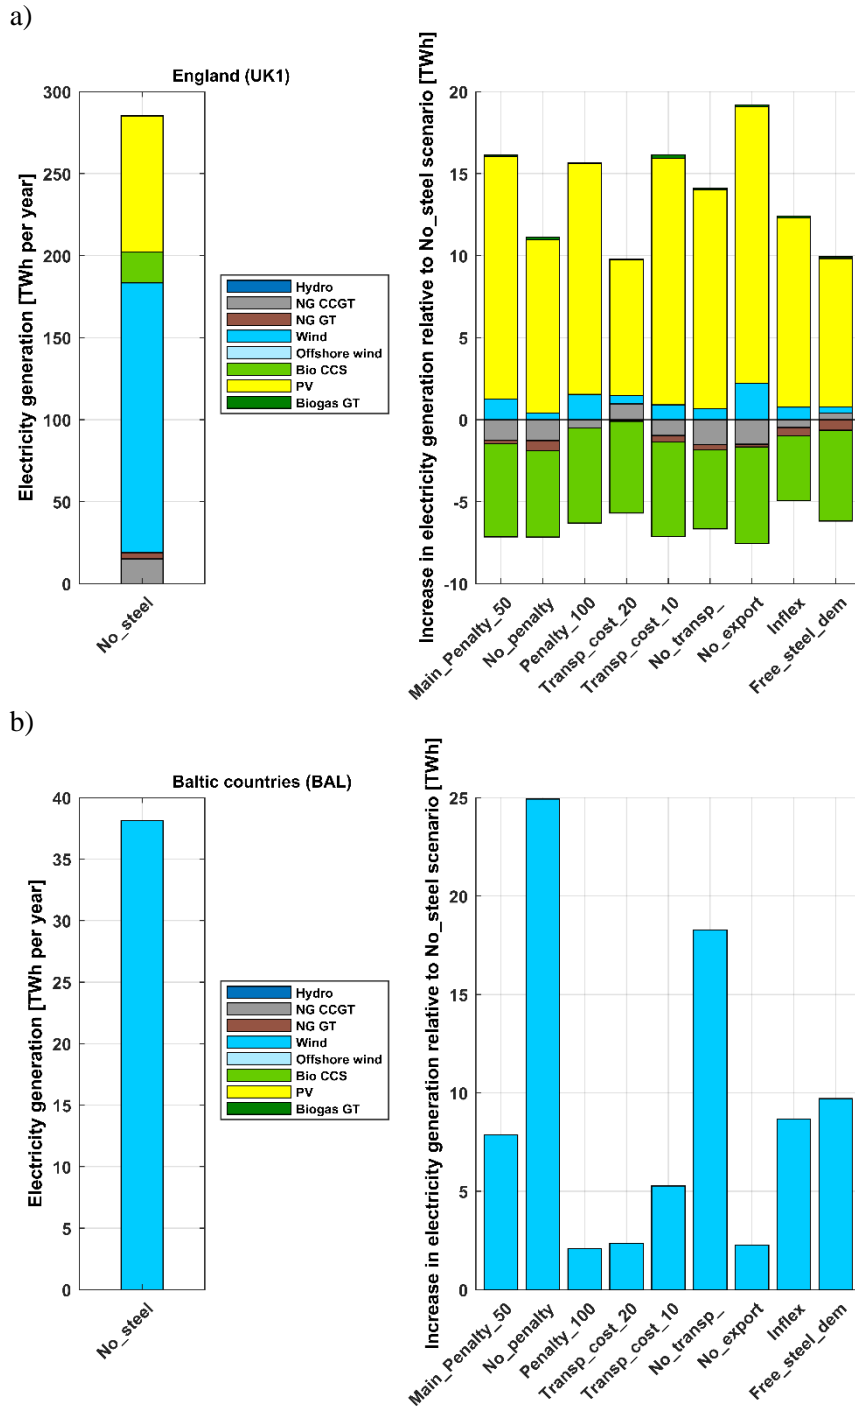 a)
England (UK1)
Electricity generation [TWh per year]
300
250
200
150
100
50
0
No_steel
Hydro
NG CCGT
NG GT
Wind
Offshore wind
Bio CCS
PV
Biogas GT
Increase in electricity generation relative to No_steel scenario [TWh]
20
15
10
5
0
-5
-10
Main_Penalty_50
No_penalty
Penalty_100
Transp_cost_20
Transp_cost_10
No_transp_
No_export
Inflex
Free_steel_dem
b)
Baltic countries (BAL)
Electricity generation [TWh per year]
40
35
30
25
20
15
10
5
0
No_steel
Hydro
NG CCGT
NG GT
Wind
Offshore wind
Bio CCS
PV
Biogas GT
Increase in electricity generation relative to No_steel scenario [TWh]
25
20
15
10
5
0
Main_Penalty_50
No_penalty
Penalty_100
Transp_cost_20
Transp_cost_10
No_transp_
No_export
Inflex
Free_steel_dem